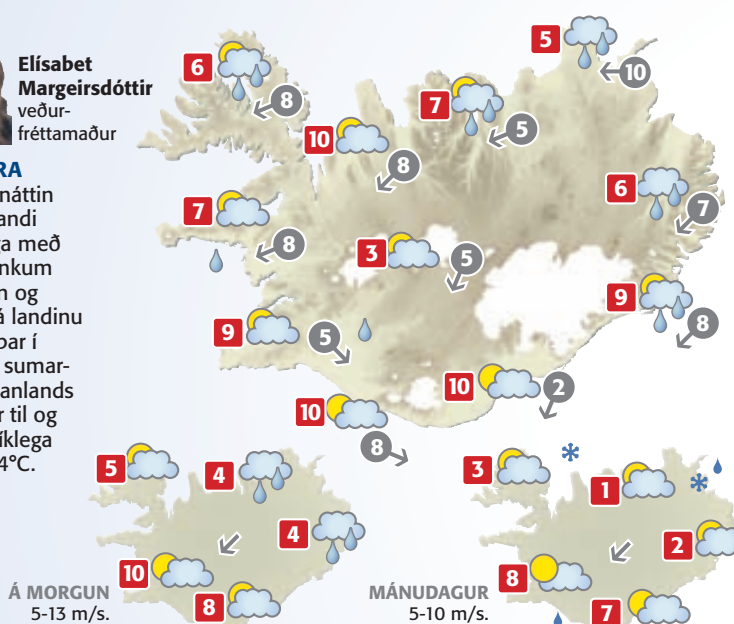 Elísabet
Margeirsdóttir
veður-
fréttamaður
RA
náttin
andi
a með
nkum
n og
á landinu
par í
sumar-
anlands
r til og
íklega
4°C.
5
10
6
8
7
5
10
8
6
7
7
8
3
5
9
8
9
5
10
2
10
8
5
4
4
10
8
Á MORGUN
5-13 m/s.
3
1
2
8
7
MÁNUDAGUR
5-10 m/s.